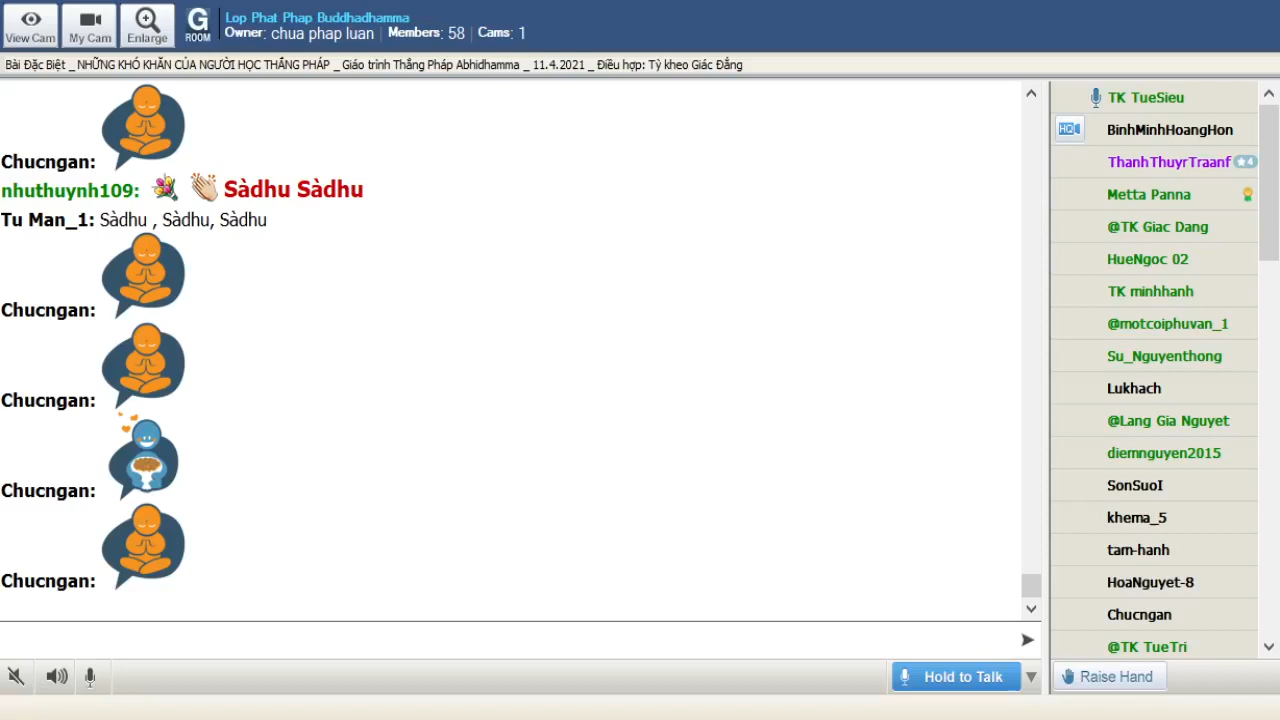 Lop Phat Phap Buddhadhamma
View Cam My Cam Enlarge G ROOM Owner: chua phap luan Members: 58 Cams: 1
Bài Đặc Biệt _ NHỮNG KHÓ KHĂN CỦA NGƯỜI HỌC THẮNG PHÁP _ Giáo trình Thắng Pháp Abhidhamma _ 11.4.2021 _ Điều hợp: Tỳ kheo Giác Đẳng
Chucngan:
nhuthuynh109: Sàdhu Sàdhu
Tu Man_1: Sàdhu , Sàdhu, Sàdhu
Chucngan:
Chucngan:
Chucngan:
Chucngan:
TK TueSieu
HQ BinhMinhHoangHon
ThanhThuyrTraanf 4
Metta Panna
@TK Giac Dang
HueNgoc 02
TK minhhanh
@motcoiphuvan_1
Su_Nguyenthong
Lukhach
@Lang Gia Nguyet
diemnguyen2015
SonSuoI
khema_5
tam-hanh
HoaNguyet-8
Chucngan
@TK TueTri
Hold to Talk
Raise Hand